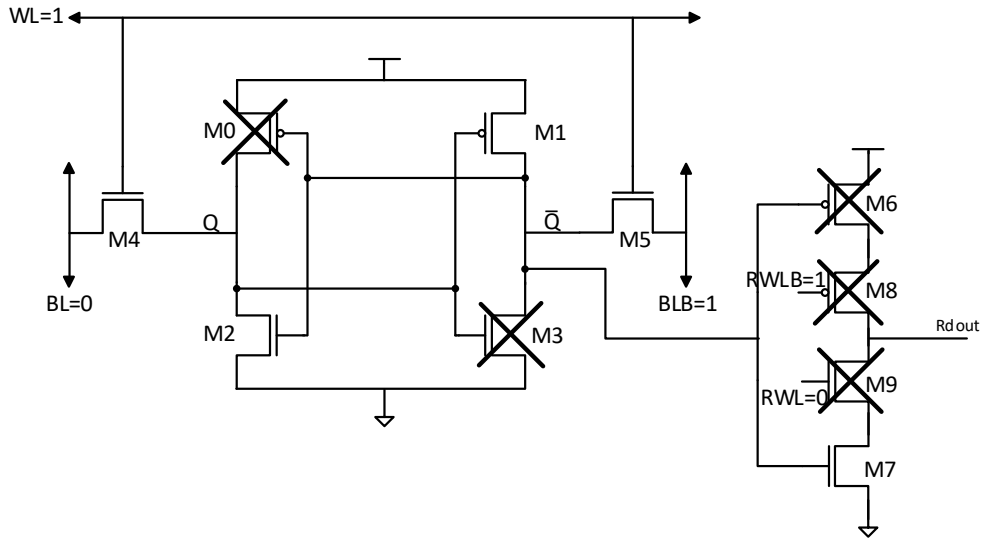 WL=1
M0
M1
M6
M4
Q
Q̅
M5
RWLB=1
M8
BL=0
BLB=1
M2
M3
Rdout
M9
RWL=0
M7